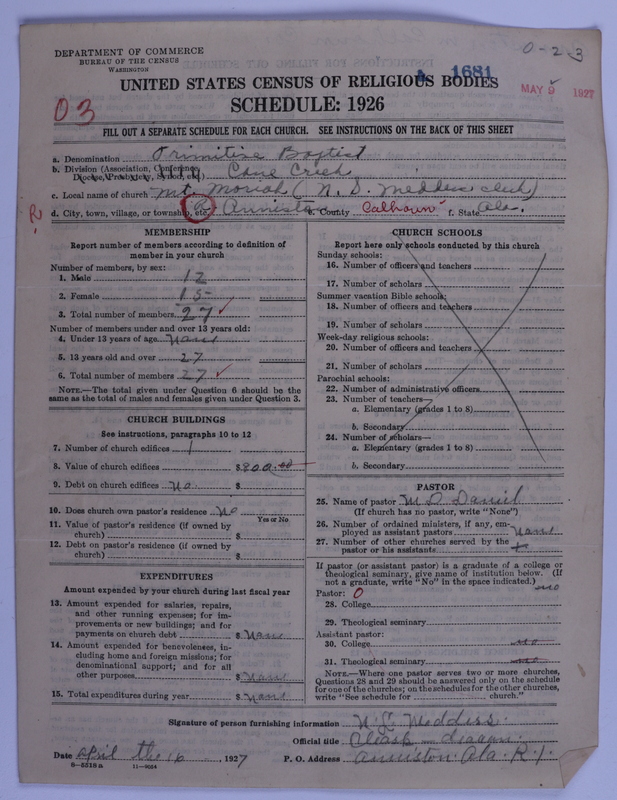 DEPARTMENT OF COMMERCE
BUREAU OF THE CENSUS
WASHINGTON
0-2-3
1681
UNITED STATES CENSUS OF RELIGIOUS BODIES
MAY 9 1927
SCHEDULE: 1926
03
FILL OUT A SEPARATE SCHEDULE FOR EACH CHURCH. SEE INSTRUCTIONS ON THE BACK OF THIS SHEET
a. Denomination Primitive Baptist
b. Division (Association, Conference, Diocese, Presbytery, Synod, etc.) Cane Creek
c. Local name of church Mt. Moriah (N. D. Meddis clerk)
R
d. City, town, village, or township, etc. R Anniston e. County Calhoun f. State Ala.
MEMBERSHIP
Report number of members according to definition of
member in your church
Number of members, by sex:
1. Male 12
2. Female 15
3. Total number of members 27 ✓
Number of members under and over 13 years old:
4. Under 13 years of age None
5. 13 years old and over 27
6. Total number of members 27 ✓
NOTE.—The total given under Question 6 should be the
same as the total of males and females given under Question 3.
CHURCH BUILDINGS
See instructions, paragraphs 10 to 12
7. Number of church edifices 1
8. Value of church edifices $800.00
9. Debt on church edifices No
10. Does church own pastor's residence No
Yes or No
11. Value of pastor's residence (if owned by
church) $
12. Debt on pastor's residence (if owned by
church) $
EXPENDITURES
Amount expended by your church during last fiscal year
13. Amount expended for salaries, repairs,
and other running expenses; for im-
provements or new buildings; and for
payments on church debt $ None
14. Amount expended for benevolences, in-
cluding home and foreign missions; for
denominational support; and for all
other purposes $ None
15. Total expenditures during year $ None
CHURCH SCHOOLS
Report here only schools conducted by this church
Sunday schools:
16. Number of officers and teachers
17. Number of scholars
Summer vacation Bible schools:
18. Number of officers and teachers
19. Number of scholars
Week-day religious schools:
20. Number of officers and teachers
21. Number of scholars
Parochial schools:
22. Number of administrative officers
23. Number of teachers—
a. Elementary (grades 1 to 8)
b. Secondary
24. Number of scholars—
a. Elementary (grades 1 to 8)
b. Secondary
PASTOR
25. Name of pastor M D Daniel
(If church has no pastor, write "None")
26. Number of ordained ministers, if any, em-
ployed as assistant pastors None
27. Number of other churches served by the
pastor or his assistants
If pastor (or assistant pastor) is a graduate of a college or
theological seminary, give name of institution below. (If
not a graduate, write "No" in the space indicated.) no
Pastor: 0
28. College
29. Theological seminary
Assistant pastor:
30. College no
31. Theological seminary no
NOTE.—Where one pastor serves two or more churches,
Questions 28 and 29 should be answered only on the schedule
for one of the churches; on the schedules for the other churches,
write "See schedule for church."
Signature of person furnishing information N. D. Meddis
Official title Cleark deacon
Date April the 16, 1927 P. O. Address Anniston Ala R. 1.
8-5518a 11-9084